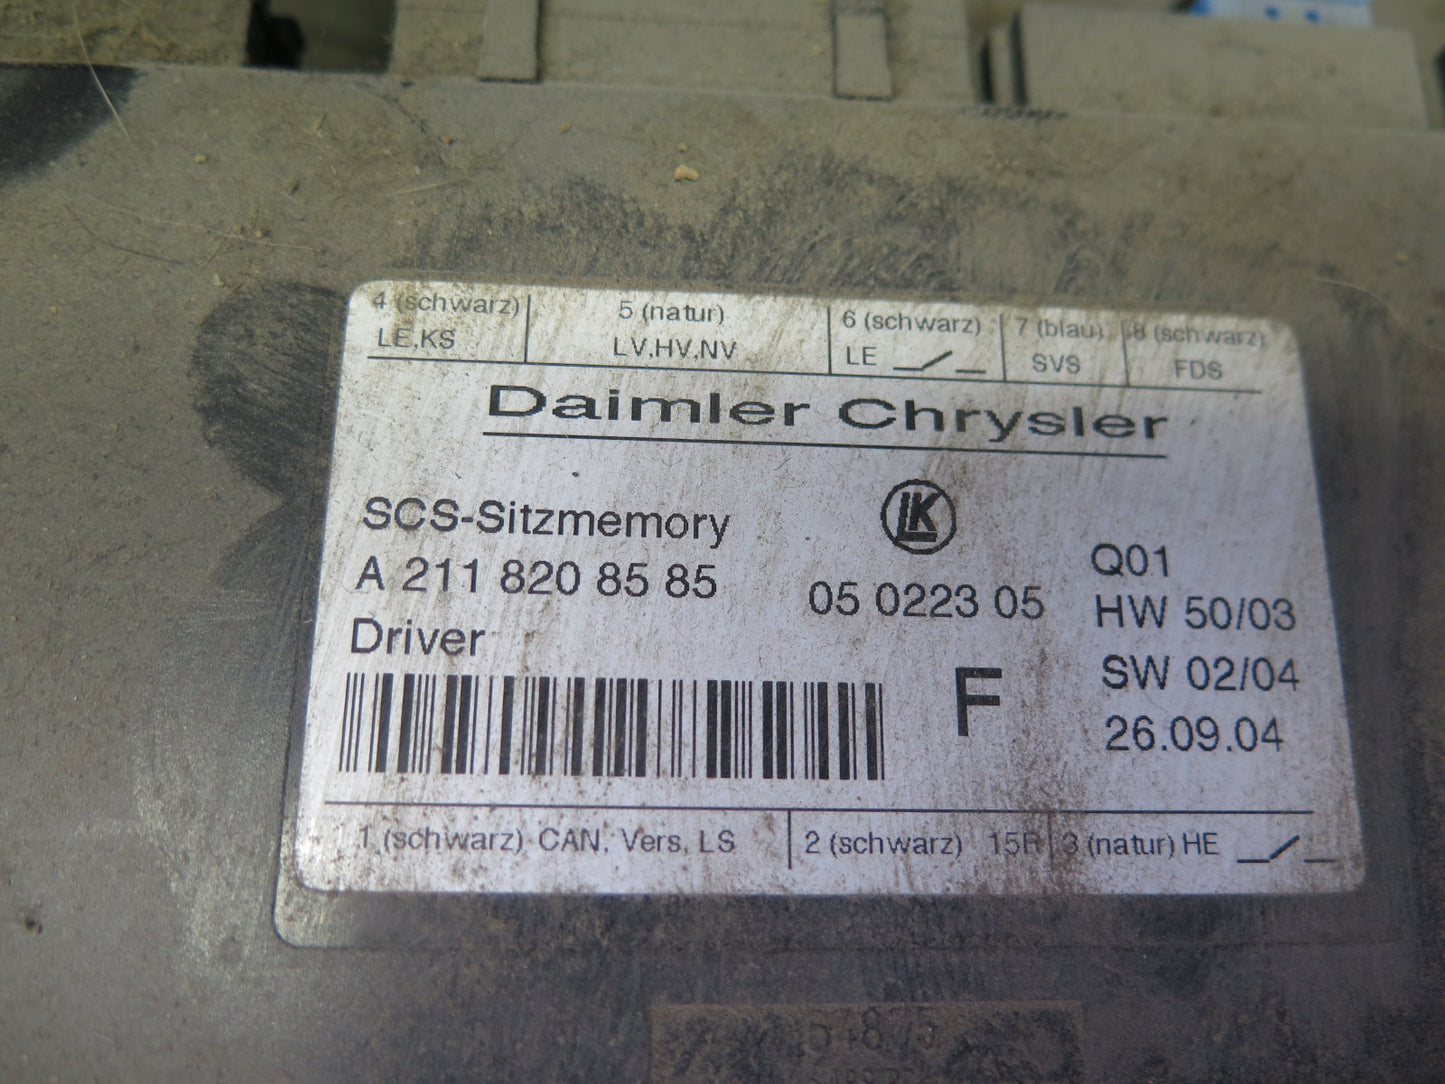 4 (schwarz) 5 (natur) 6 (schwarz) 7 (blau) 8 (schwarz)
LE,KS LV,HV,NV LE SVS FDS
Daimler Chrysler
LK
SCS-Sitzmemory
A 211 820 85 85 05 0223 05
Driver
Q01
HW 50/03
SW 02/04
26.09.04
F
1 (schwarz) CAN, Vers, LS 2 (schwarz) 15R 3 (natur) HE